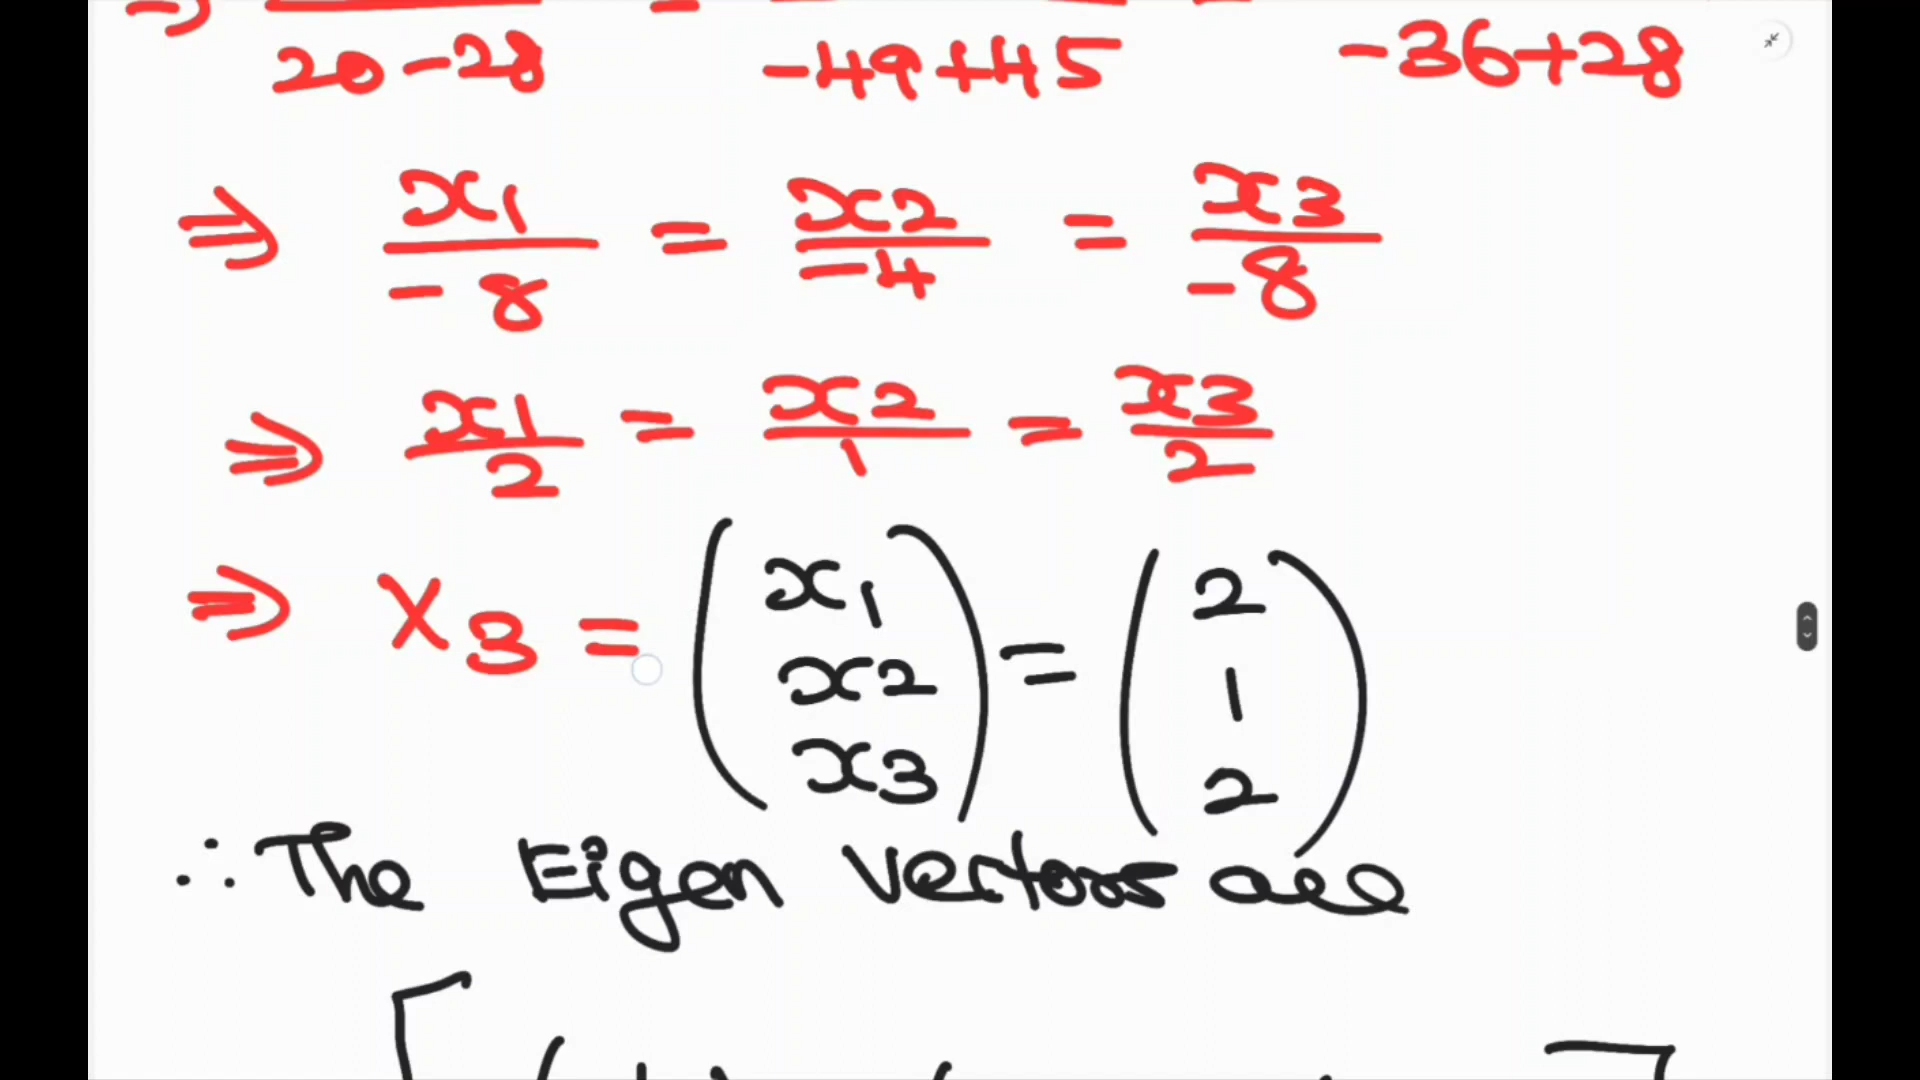 ⇒ ― = ― = ―
20-28 -49+45 -36+28
⇒ x1/-8 = x2/-4 = x3/-8
⇒ x1/2 = x2/1 = x3/2
⇒ X3 = (x1 x2 x3) = (2 1 2)
∴ The Eigen vectors are